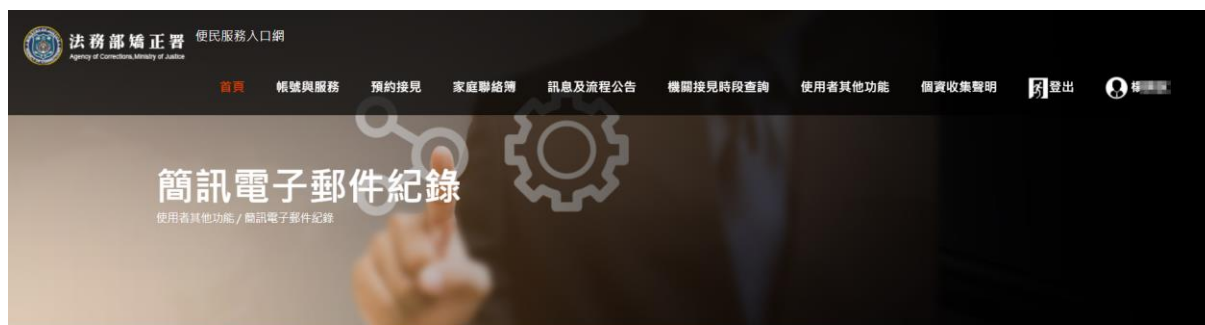 法務部矯正署 便民服務入口網
Agency of Corrections,Ministry of Justice
首頁 帳號與服務 預約接見 家庭聯絡簿 訊息及流程公告 機關接見時段查詢 使用者其他功能 個資收集聲明 登出
簡訊電子郵件紀錄
使用者其他功能 / 簡訊電子郵件紀錄